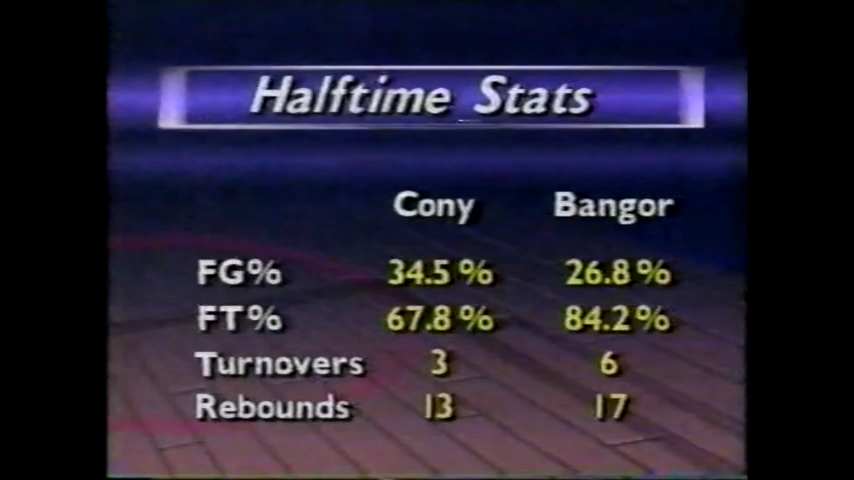 Halftime Stats
Cony Bangor
FG% 34.5% 26.8%
FT% 67.8% 84.2%
Turnovers 3 6
Rebounds 13 17